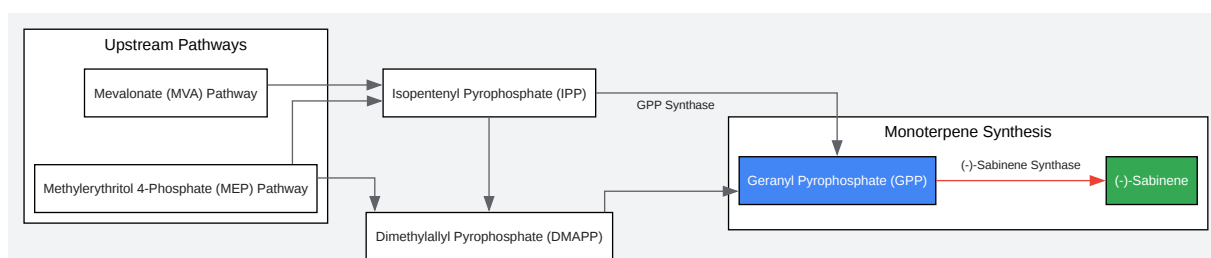 Upstream Pathways
Mevalonate (MVA) Pathway
Isopentenyl Pyrophosphate (IPP)
GPP Synthase
Monoterpene Synthesis
Methylerythritol 4-Phosphate (MEP) Pathway
Geranyl Pyrophosphate (GPP)
(-)-Sabinene Synthase
(-)-Sabinene
Dimethylallyl Pyrophosphate (DMAPP)